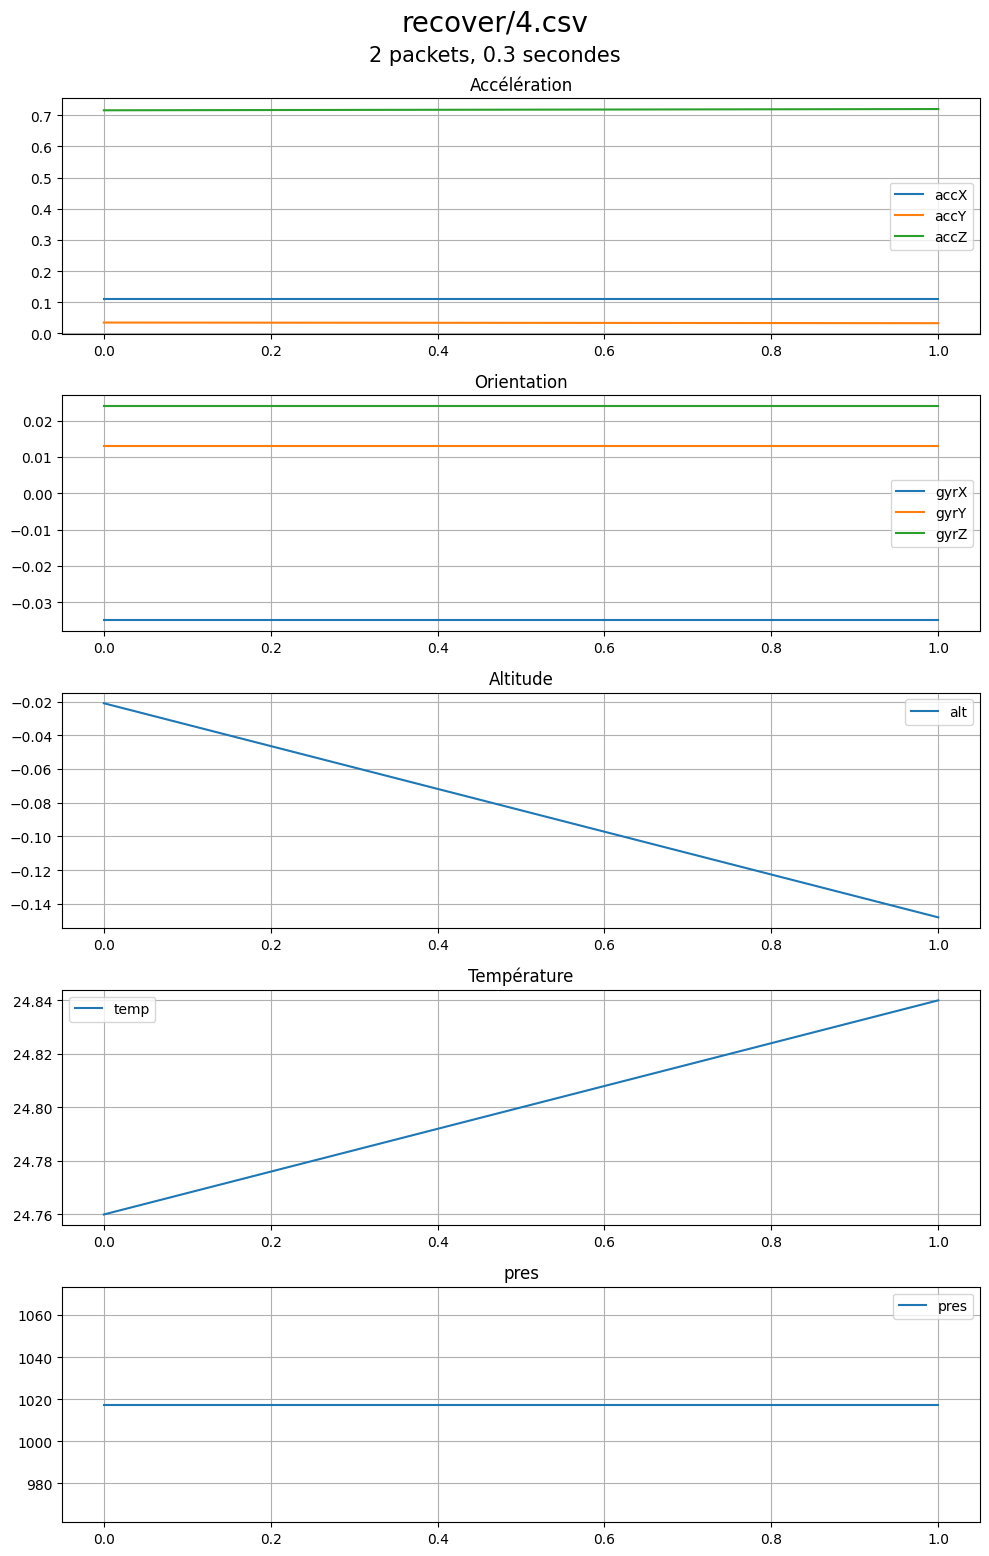 recover/4.csv
2 packets, 0.3 secondes
Accélération
0.7
0.6
0.5
0.4
0.3
0.2
0.1
0.0
accX
accY
accZ
0.0 0.2 0.4 0.6 0.8 1.0
Orientation
0.02
0.01
0.00
−0.01
−0.02
−0.03
gyrX
gyrY
gyrZ
0.0 0.2 0.4 0.6 0.8 1.0
Altitude
−0.02
−0.04
−0.06
−0.08
−0.10
−0.12
−0.14
alt
0.0 0.2 0.4 0.6 0.8 1.0
Température
24.84
24.82
24.80
24.78
24.76
temp
0.0 0.2 0.4 0.6 0.8 1.0
pres
1060
1040
1020
1000
980
pres
0.0 0.2 0.4 0.6 0.8 1.0